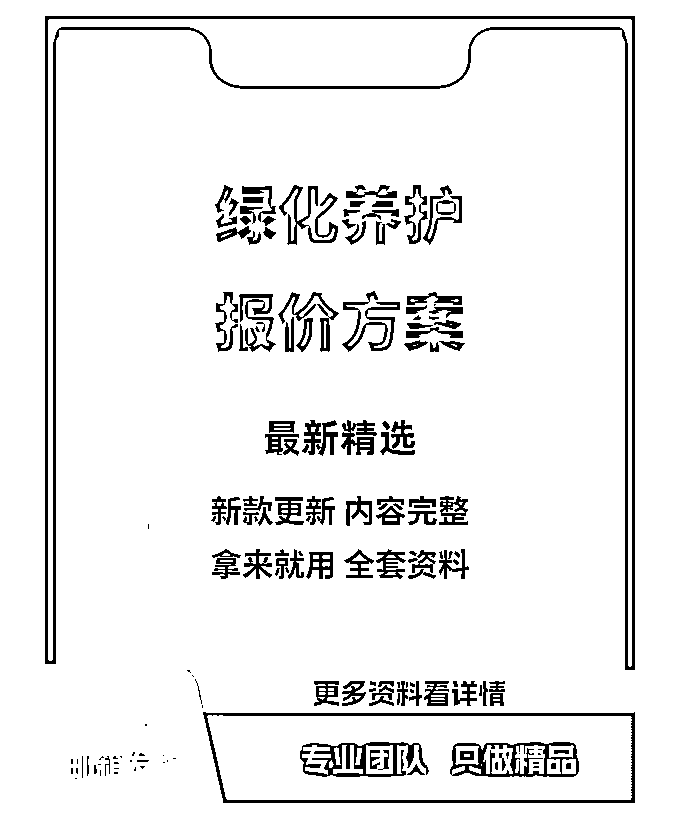 绿化养护
报价方案
最新精选
新款更新 内容完整
拿来就用 全套资料
更多资料看详情
专业团队 只做精品